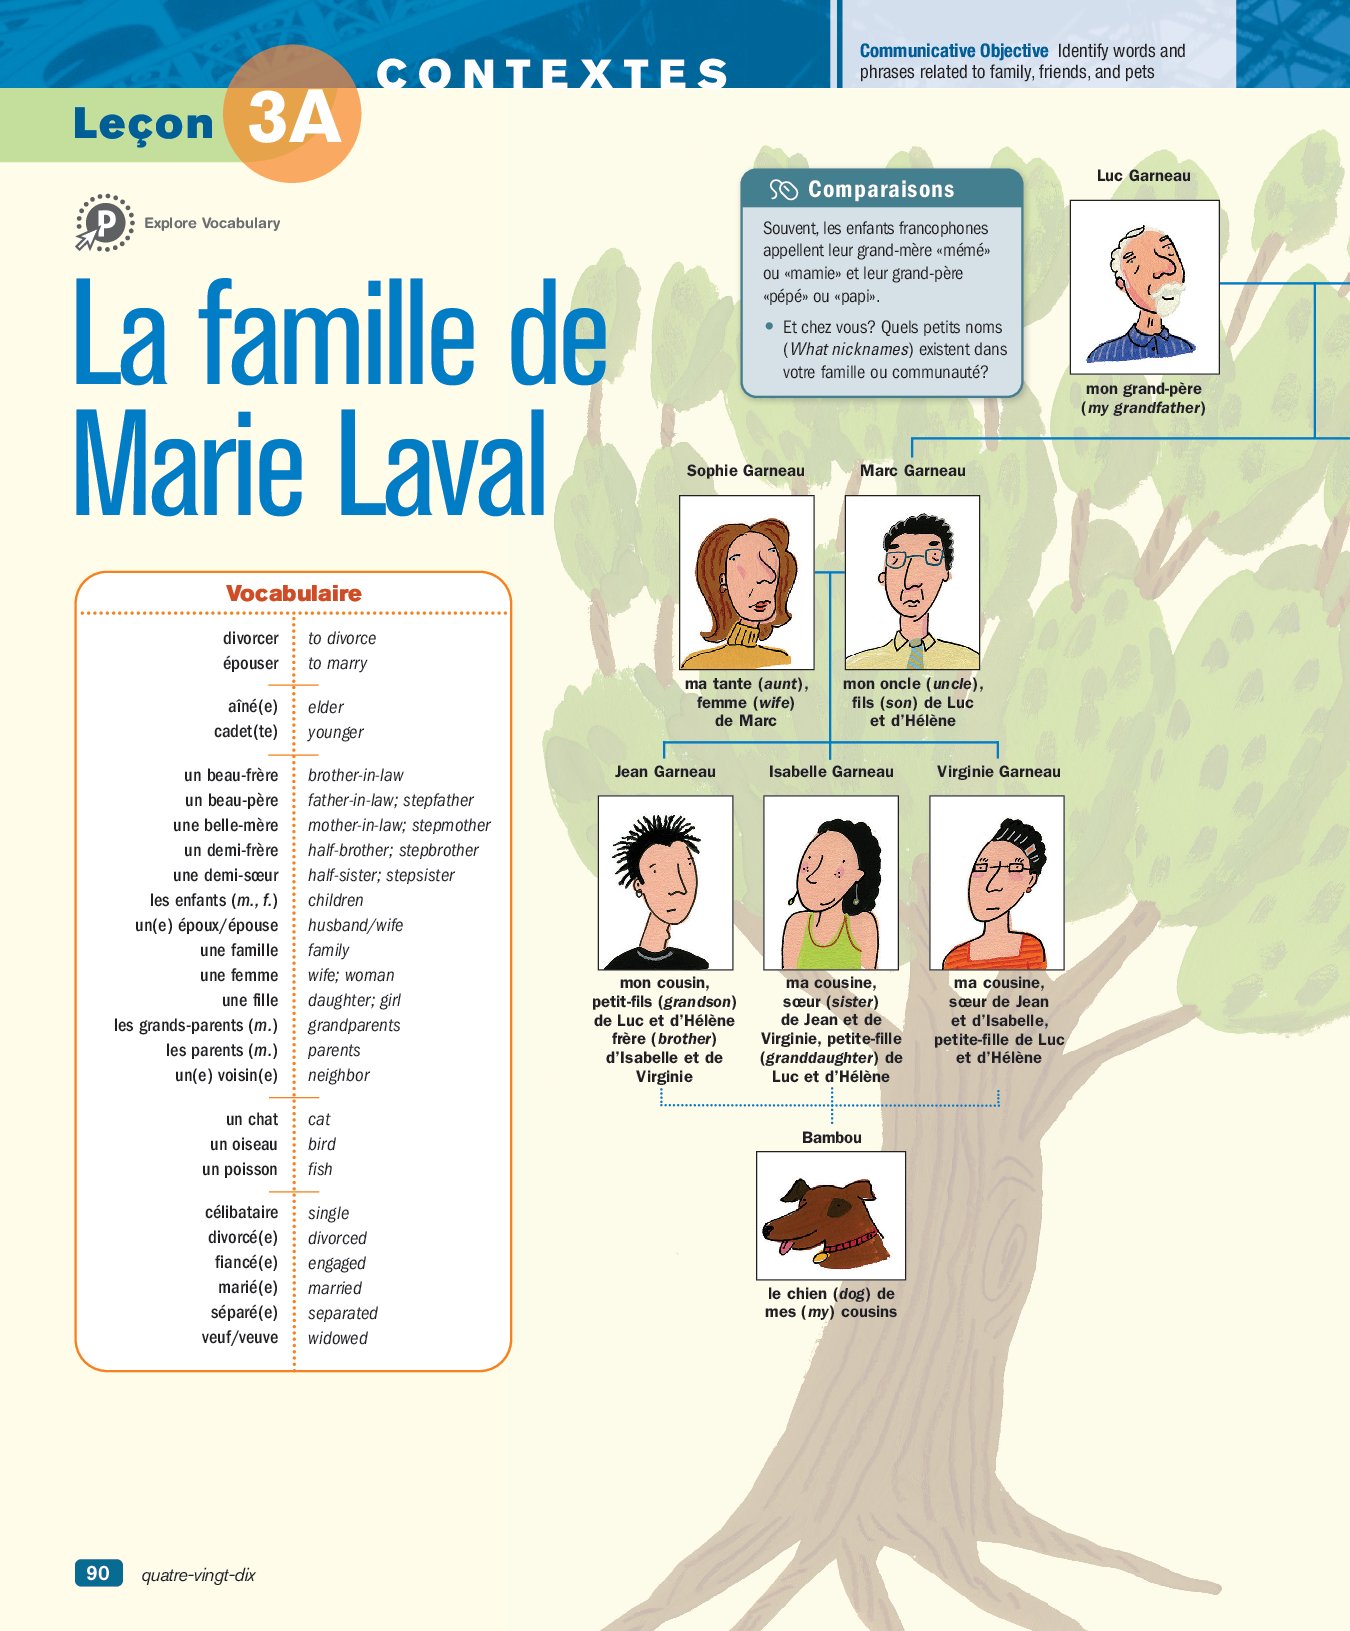 CONTEXTES
Communicative Objective Identify words and
phrases related to family, friends, and pets
Leçon 3A
P Explore Vocabulary
La famille de
Marie Laval
Comparaisons
Souvent, les enfants francophones
appellent leur grand-mère «mémé»
ou «mamie» et leur grand-père
«pépé» ou «papi».
• Et chez vous? Quels petits noms
(What nicknames) existent dans
votre famille ou communauté?
Luc Garneau
mon grand-père
(my grandfather)
Sophie Garneau
ma tante (aunt),
femme (wife)
de Marc
Marc Garneau
mon oncle (uncle),
fils (son) de Luc
et d'Hélène
Jean Garneau
mon cousin,
petit-fils (grandson)
de Luc et d'Hélène
frère (brother)
d'Isabelle et de
Virginie
Isabelle Garneau
ma cousine,
sœur (sister)
de Jean et de
Virginie, petite-fille
(granddaughter) de
Luc et d'Hélène
Virginie Garneau
ma cousine,
sœur de Jean
et d'Isabelle,
petite-fille de Luc
et d'Hélène
Bambou
le chien (dog) de
mes (my) cousins
Vocabulaire
divorcer to divorce
épouser to marry
aîné(e) elder
cadet(te) younger
un beau-frère brother-in-law
un beau-père father-in-law; stepfather
une belle-mère mother-in-law; stepmother
un demi-frère half-brother; stepbrother
une demi-sœur half-sister; stepsister
les enfants (m., f.) children
un(e) époux/épouse husband/wife
une famille family
une femme wife; woman
une fille daughter; girl
les grands-parents (m.) grandparents
les parents (m.) parents
un(e) voisin(e) neighbor
un chat cat
un oiseau bird
un poisson fish
célibataire single
divorcé(e) divorced
fiancé(e) engaged
marié(e) married
séparé(e) separated
veuf/veuve widowed
90 quatre-vingt-dix